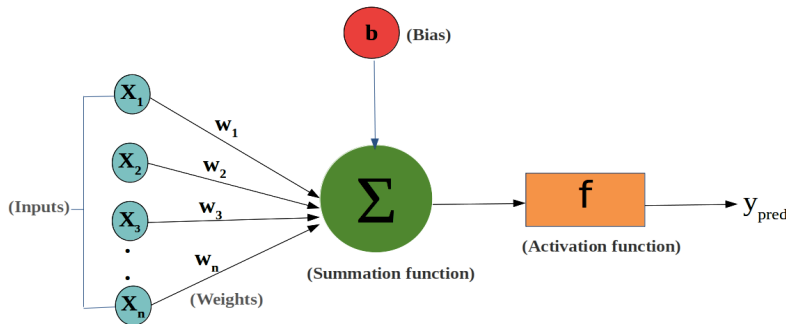 b (Bias)
X1
w1
X2
w2
(Inputs)
X3
w3
.
.
Xn
wn
(Weights)
Σ
(Summation function)
f
(Activation function)
ypred